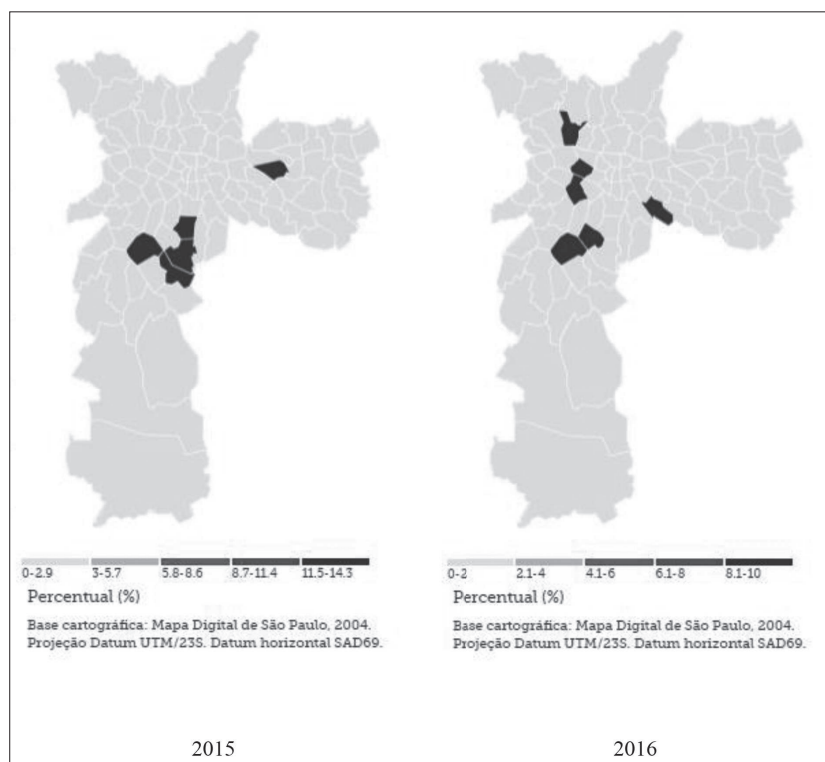 0-2.9 3-5.7 5.8-8.6 8.7-11.4 11.5-14.3
Percentual (%)
Base cartográfica: Mapa Digital de São Paulo, 2004.
Projeção Datum UTM/23S. Datum horizontal SAD69.
2015
0-2 2.1-4 4.1-6 6.1-8 8.1-10
Percentual (%)
Base cartográfica: Mapa Digital de São Paulo, 2004.
Projeção Datum UTM/23S. Datum horizontal SAD69.
2016